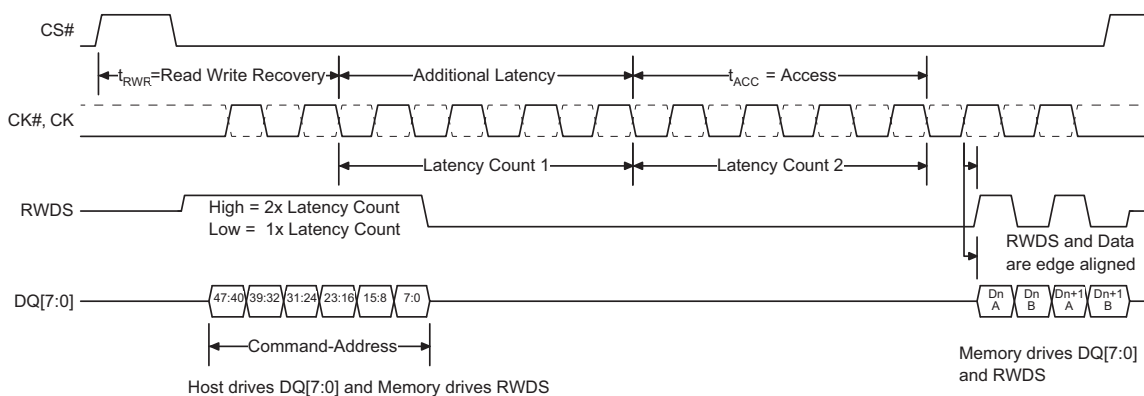 CS#
tRWR=Read Write Recovery
Additional Latency
tACC = Access
CK#, CK
Latency Count 1
Latency Count 2
RWDS
High = 2x Latency Count
Low = 1x Latency Count
RWDS and Data
are edge aligned
DQ[7:0]
47:40
39:32
31:24
23:16
15:8
7:0
Dn
A
Dn
B
Dn+1
A
Dn+1
B
Command-Address
Memory drives DQ[7:0]
and RWDS
Host drives DQ[7:0] and Memory drives RWDS